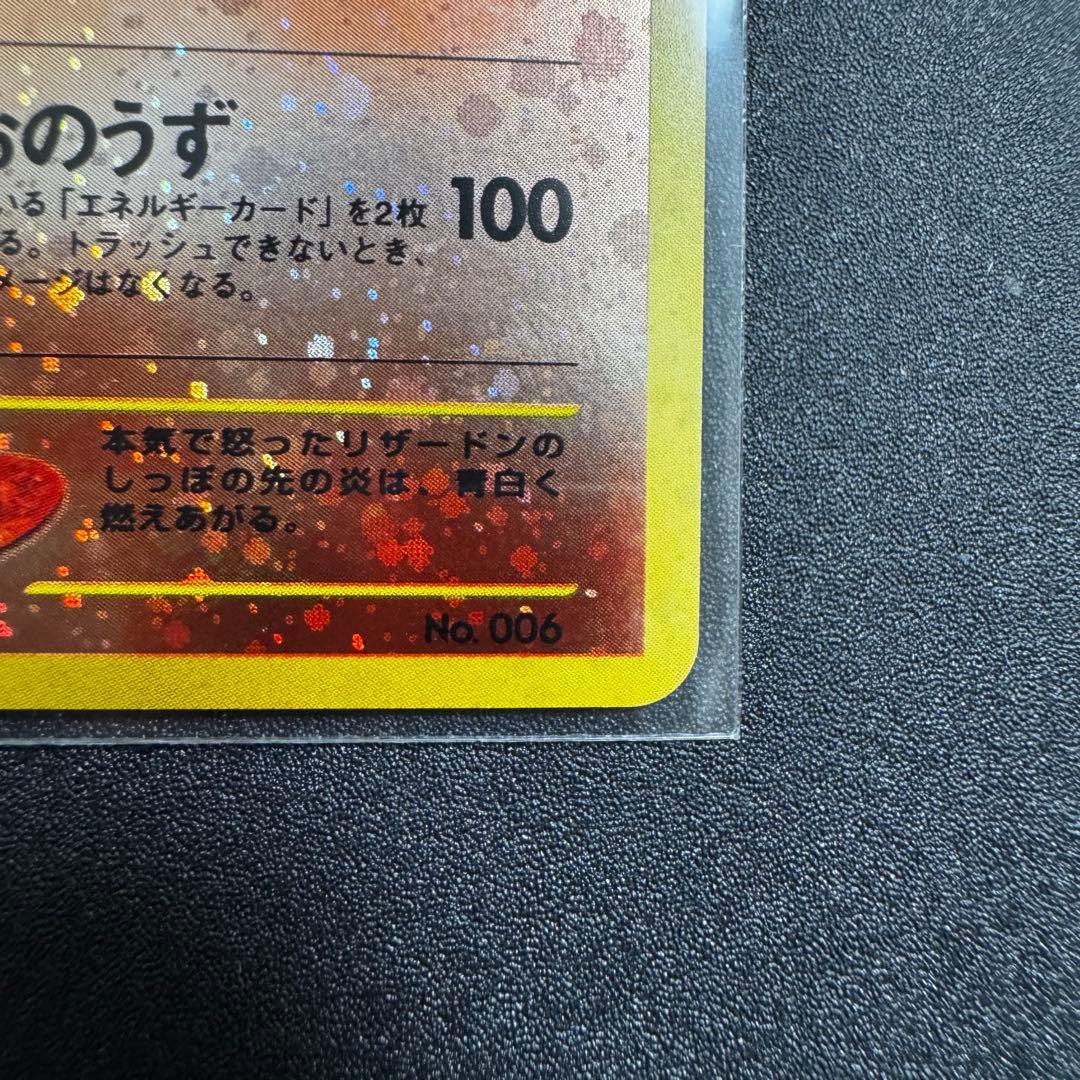 おのうず
いる「エネルギーカード」を2枚
る。トラッシュできないとき、
メージはなくなる。
100
本気で怒ったリザードンの
しっぽの先の炎は、青白く
燃えあがる。
No. 006